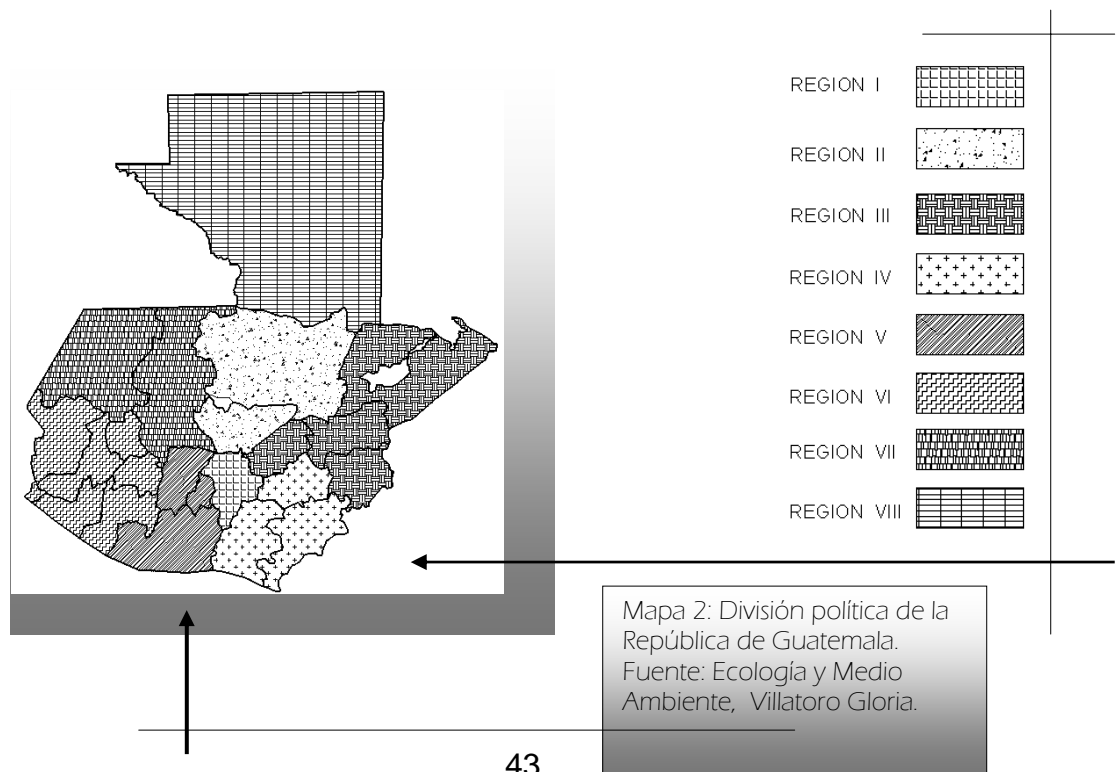 REGION I
REGION II
REGION III
REGION IV
REGION V
REGION VI
REGION VII
REGION VIII
Mapa 2: División política de la
República de Guatemala.
Fuente: Ecología y Medio
Ambiente, Villatoro Gloria.
43